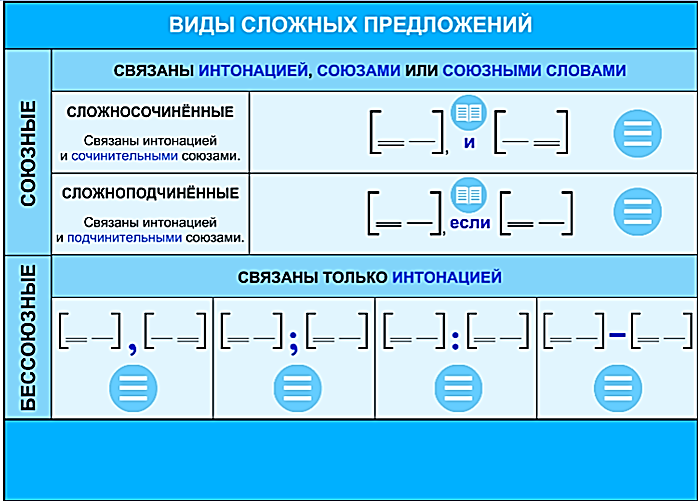 ВИДЫ СЛОЖНЫХ ПРЕДЛОЖЕНИЙ
СОЮЗНЫЕ
СВЯЗАНЫ ИНТОНАЦИЕЙ, СОЮЗАМИ ИЛИ СОЮЗНЫМИ СЛОВАМИ
СЛОЖНОСОЧИНЁННЫЕ
Связаны интонацией
и сочинительными союзами.
[ ], и [ ]
СЛОЖНОПОДЧИНЁННЫЕ
Связаны интонацией
и подчинительными союзами.
[ ], если [ ]
БЕССОЮЗНЫЕ
СВЯЗАНЫ ТОЛЬКО ИНТОНАЦИЕЙ
[ ] , [ ]
[ ] ; [ ]
[ ] : [ ]
[ ] – [ ]